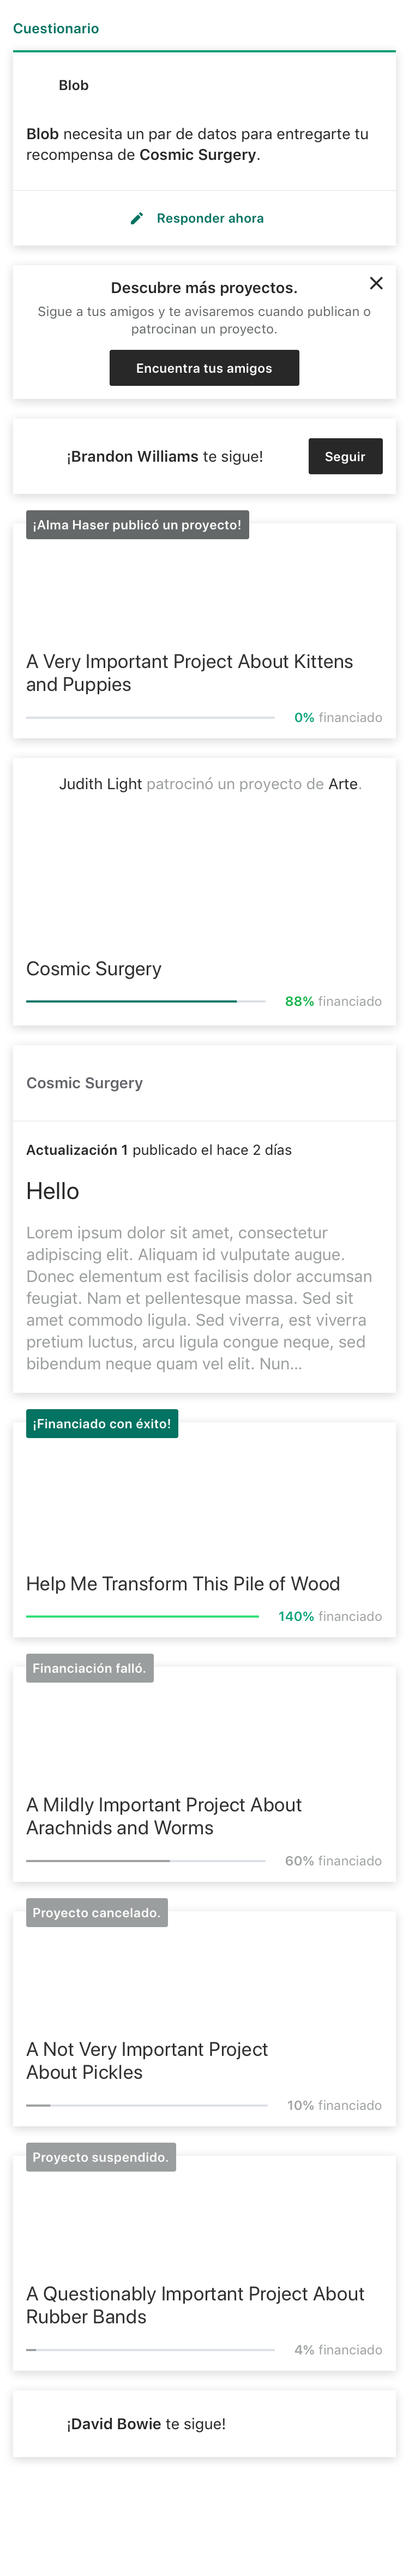 Cuestionario
Blob
Blob necesita un par de datos para entregarte tu
recompensa de Cosmic Surgery.
Responder ahora
Descubre más proyectos.
Sigue a tus amigos y te avisaremos cuando publican o
patrocinan un proyecto.
Encuentra tus amigos
¡Brandon Williams te sigue!
Seguir
¡Alma Haser publicó un proyecto!
A Very Important Project About Kittens
and Puppies
0% financiado
Judith Light patrocinó un proyecto de Arte.
Cosmic Surgery
88% financiado
Cosmic Surgery
Actualización 1 publicado el hace 2 días
Hello
Lorem ipsum dolor sit amet, consectetur
adipiscing elit. Aliquam id vulputate augue.
Donec elementum est facilisis dolor accumsan
feugiat. Nam et pellentesque massa. Sed sit
amet commodo ligula. Sed viverra, est viverra
pretium luctus, arcu ligula congue neque, sed
bibendum neque quam vel elit. Nun...
¡Financiado con éxito!
Help Me Transform This Pile of Wood
140% financiado
Financiación falló.
A Mildly Important Project About
Arachnids and Worms
60% financiado
Proyecto cancelado.
A Not Very Important Project
About Pickles
10% financiado
Proyecto suspendido.
A Questionably Important Project About
Rubber Bands
4% financiado
¡David Bowie te sigue!